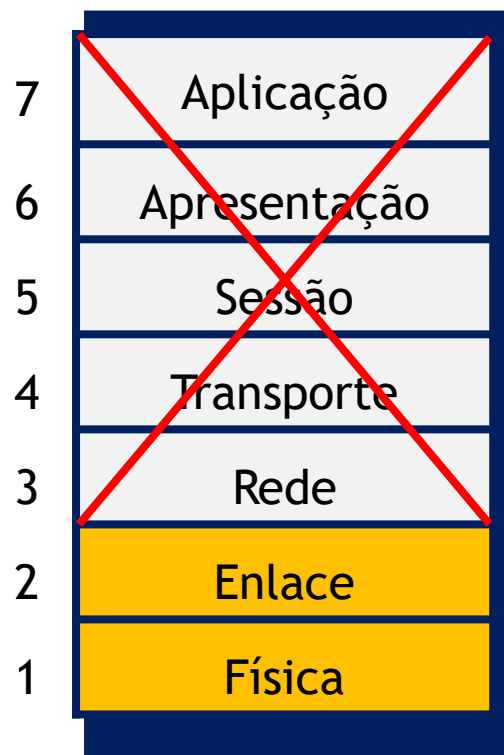 7 Aplicação
6 Apresentação
5 Sessão
4 Transporte
3 Rede
2 Enlace
1 Física